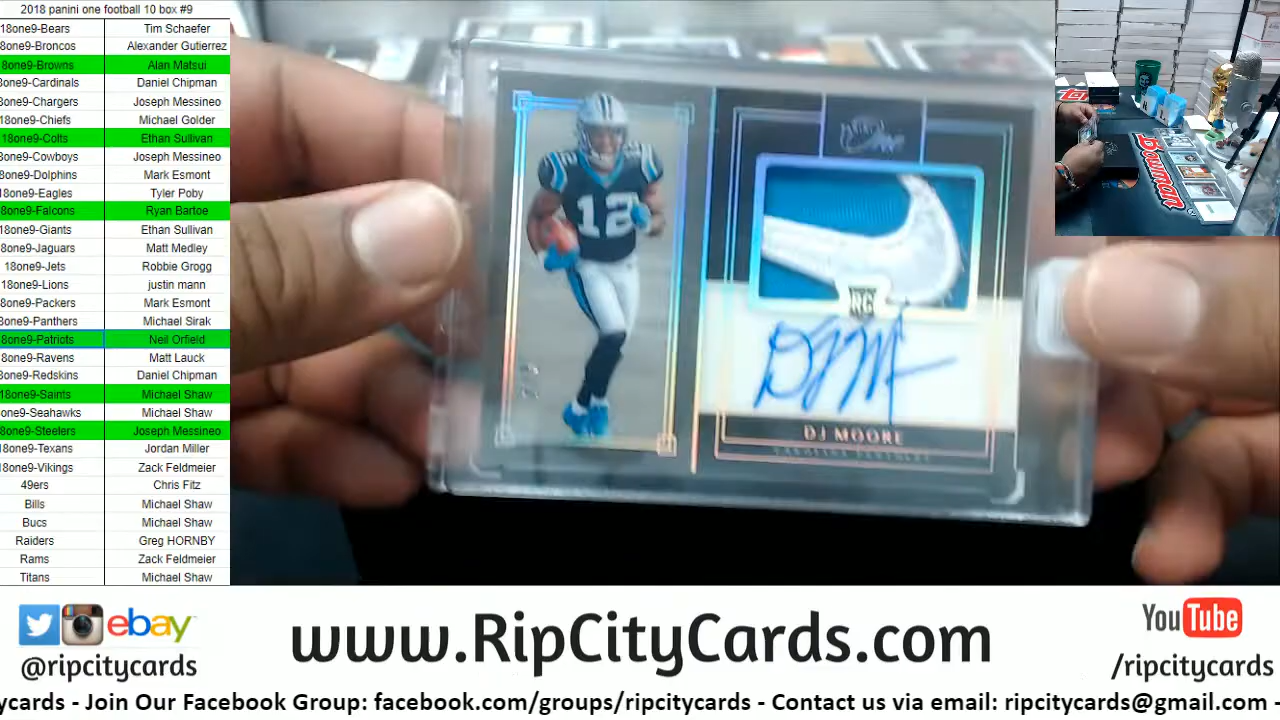 2018 panini one football 10 box #9
18one9-Bears Tim Schaefer
8one9-Broncos Alexander Gutierrez
8one9-Browns Alan Matsui
8one9-Cardinals Daniel Chipman
8one9-Chargers Joseph Messineo
18one9-Chiefs Michael Golder
18one9-Colts Ethan Sullivan
8one9-Cowboys Joseph Messineo
8one9-Dolphins Mark Esmont
18one9-Eagles Tyler Poby
8one9-Falcons Ryan Bartoe
18one9-Giants Ethan Sullivan
8one9-Jaguars Matt Medley
18one9-Jets Robbie Grogg
18one9-Lions justin mann
8one9-Packers Mark Esmont
8one9-Panthers Michael Sirak
8one9-Patriots Neil Orfield
8one9-Ravens Matt Lauck
8one9-Redskins Daniel Chipman
18one9-Saints Michael Shaw
one9-Seahawks Michael Shaw
8one9-Steelers Joseph Messineo
18one9-Texans Jordan Miller
18one9-Vikings Zack Feldmeier
49ers Chris Fitz
Bills Michael Shaw
Bucs Michael Shaw
Raiders Greg HORNBY
Rams Zack Feldmeier
Titans Michael Shaw
12
12
One
RC
DJM
DJ MOORE
CAROLINA PANTHERS
Bowman
ebay
@ripcitycards
www.RipCityCards.com
YouTube
/ripcitycards
ycards - Join Our Facebook Group: facebook.com/groups/ripcitycards - Contact us via email: ripcitycards@gmail.com -